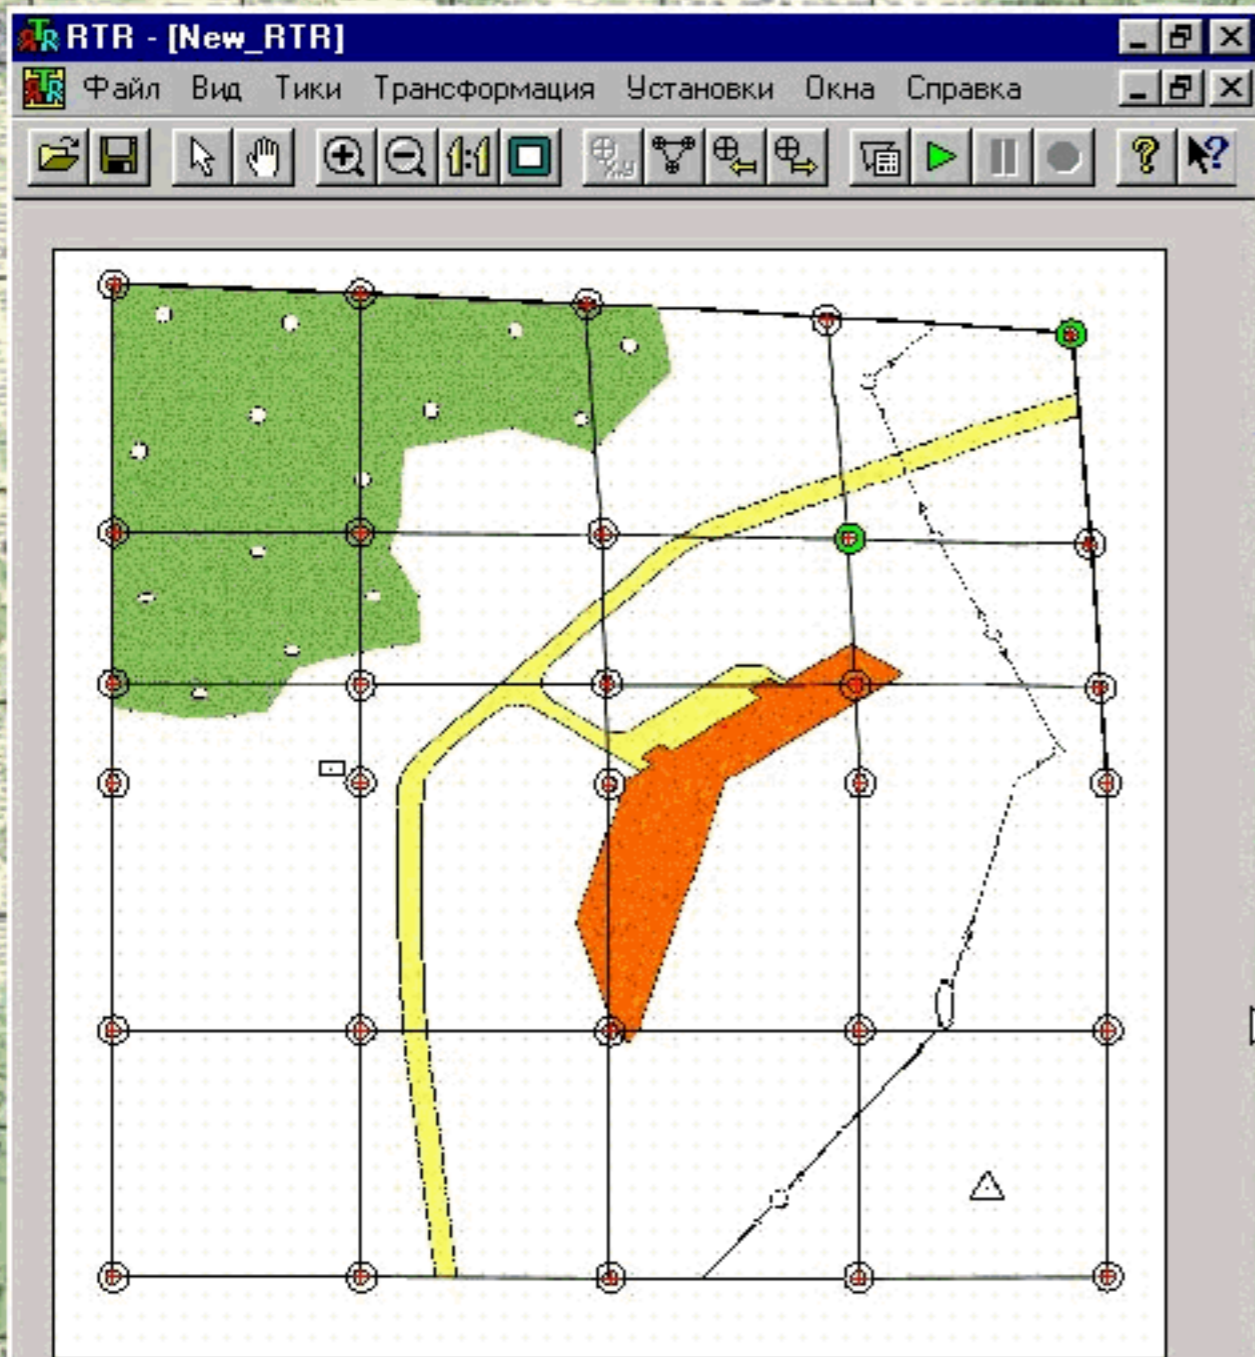 RTR - [New_RTR]
Файл Вид Тики Трансформация Установки Окна Справка
1:1 X,Y ? ?